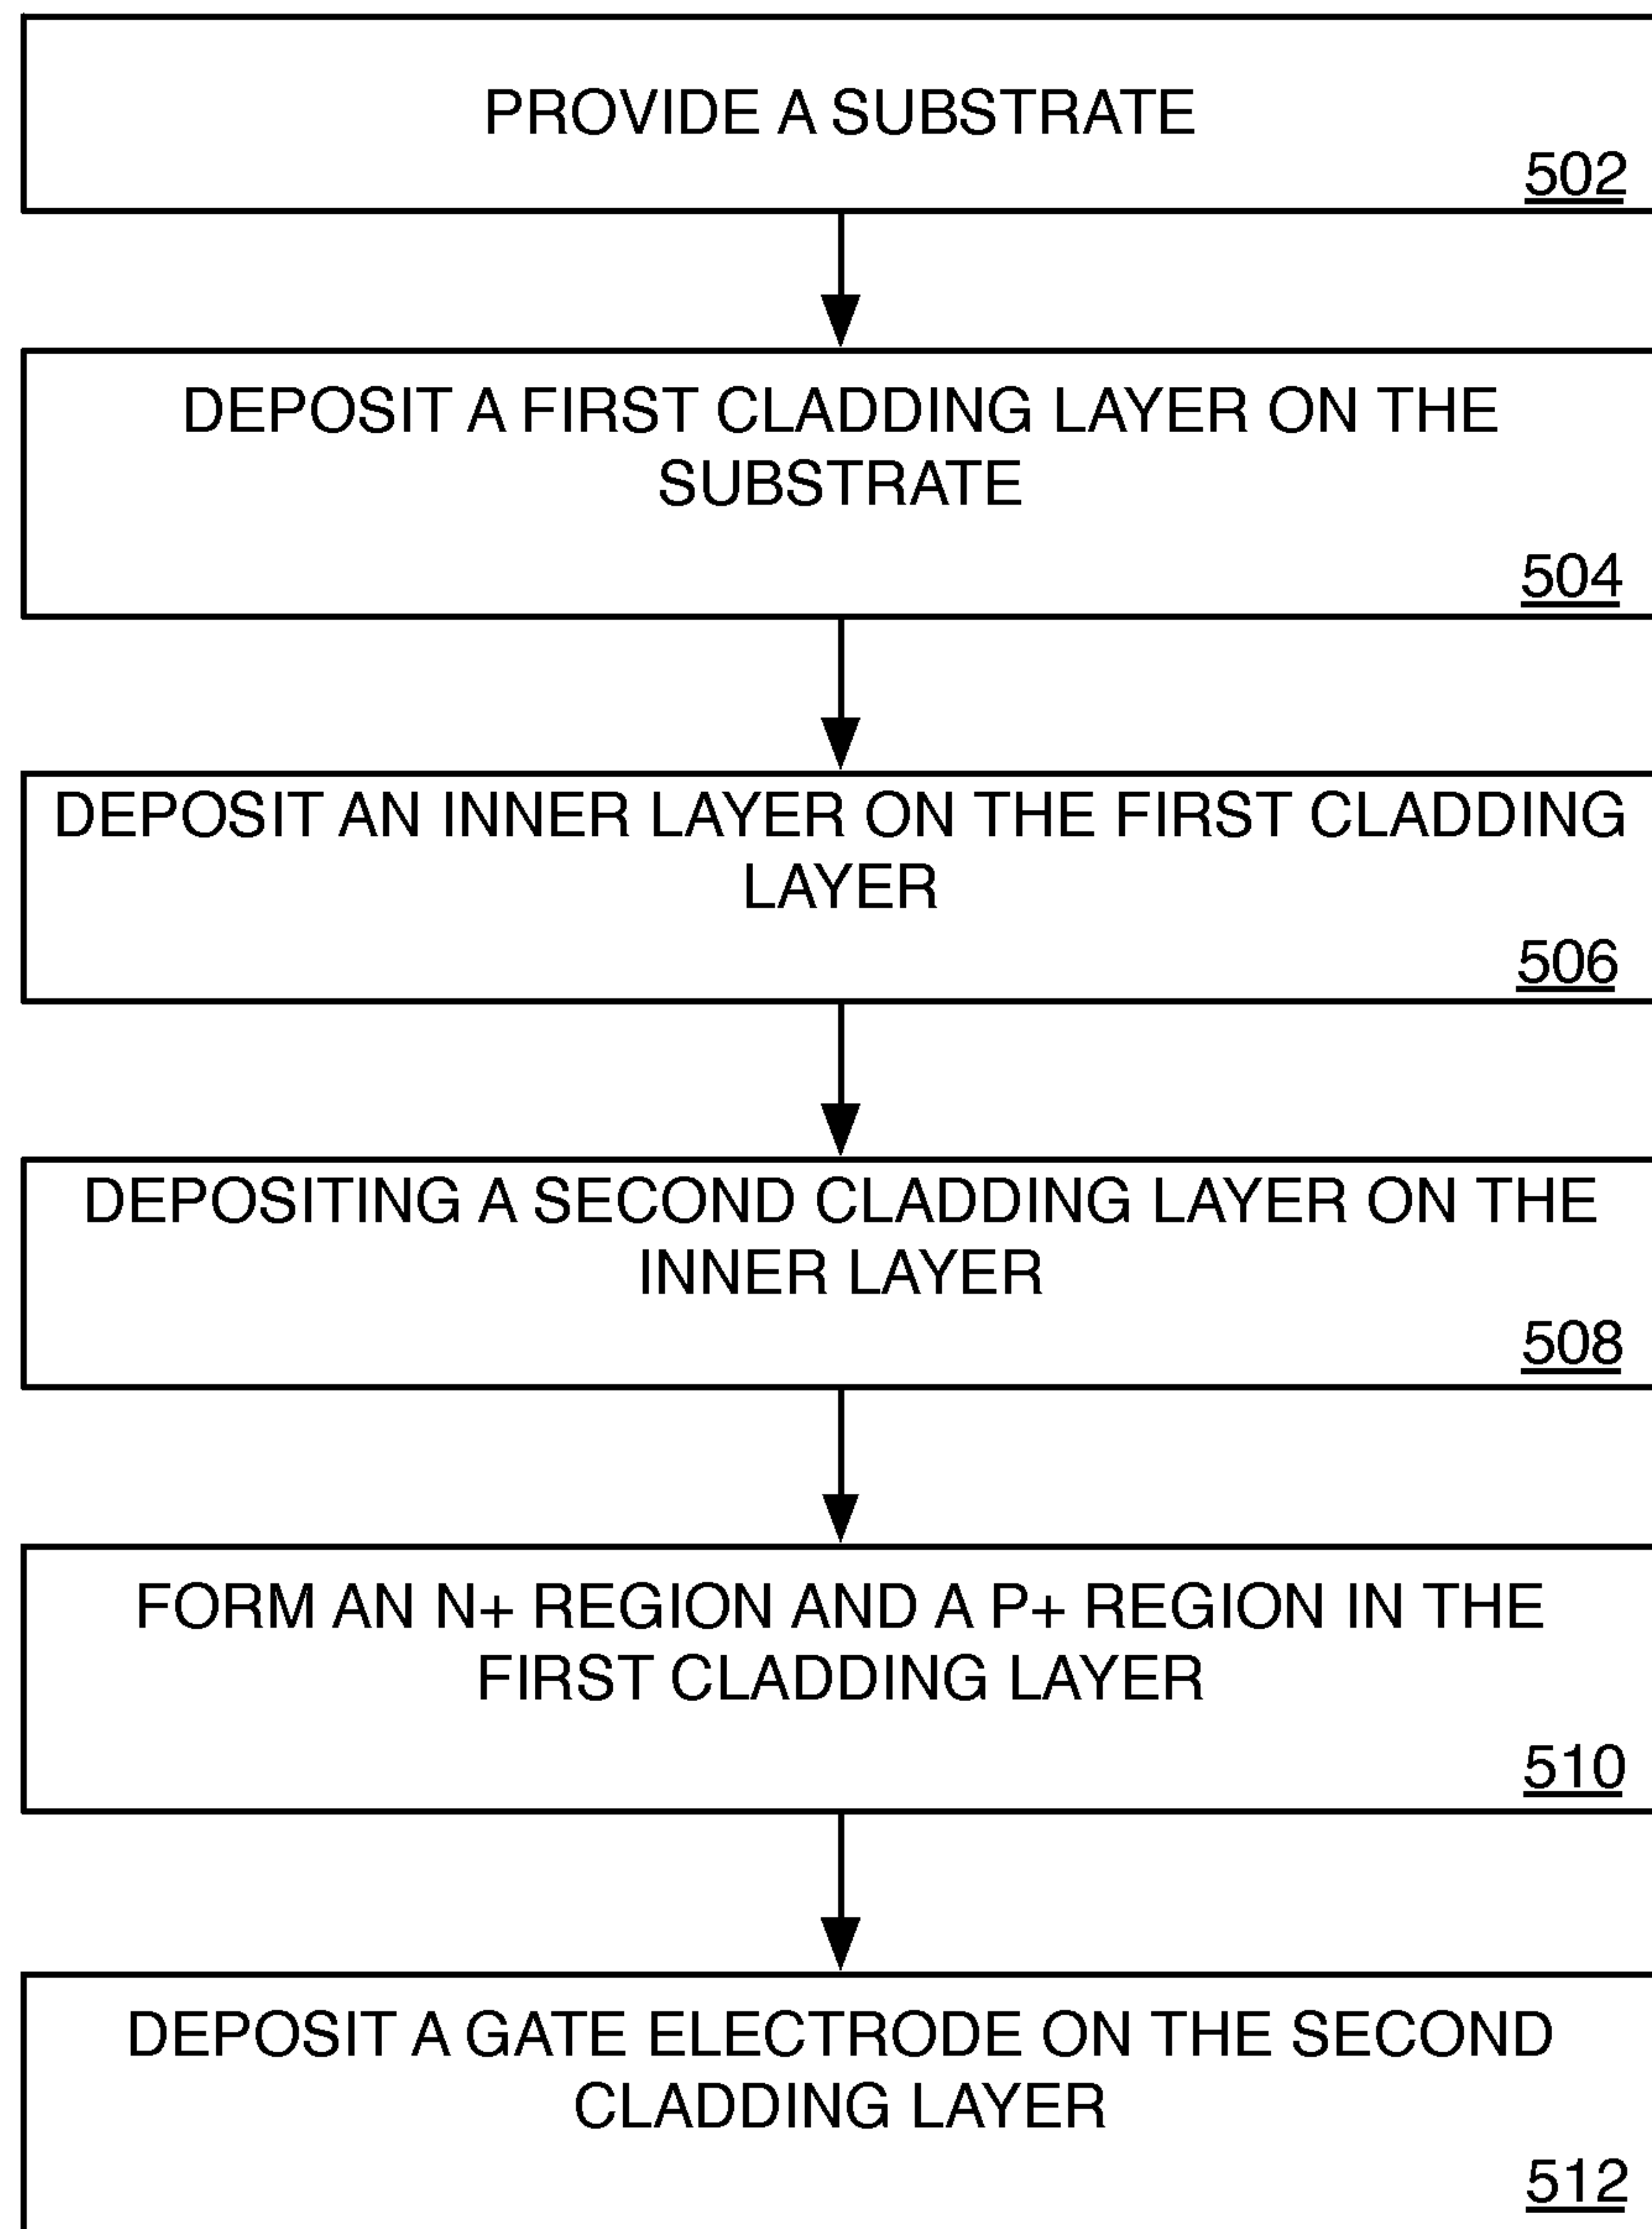 PROVIDE A SUBSTRATE
502
DEPOSIT A FIRST CLADDING LAYER ON THE
SUBSTRATE
504
DEPOSIT AN INNER LAYER ON THE FIRST CLADDING
LAYER
506
DEPOSITING A SECOND CLADDING LAYER ON THE
INNER LAYER
508
FORM AN N+ REGION AND A P+ REGION IN THE
FIRST CLADDING LAYER
510
DEPOSIT A GATE ELECTRODE ON THE SECOND
CLADDING LAYER
512